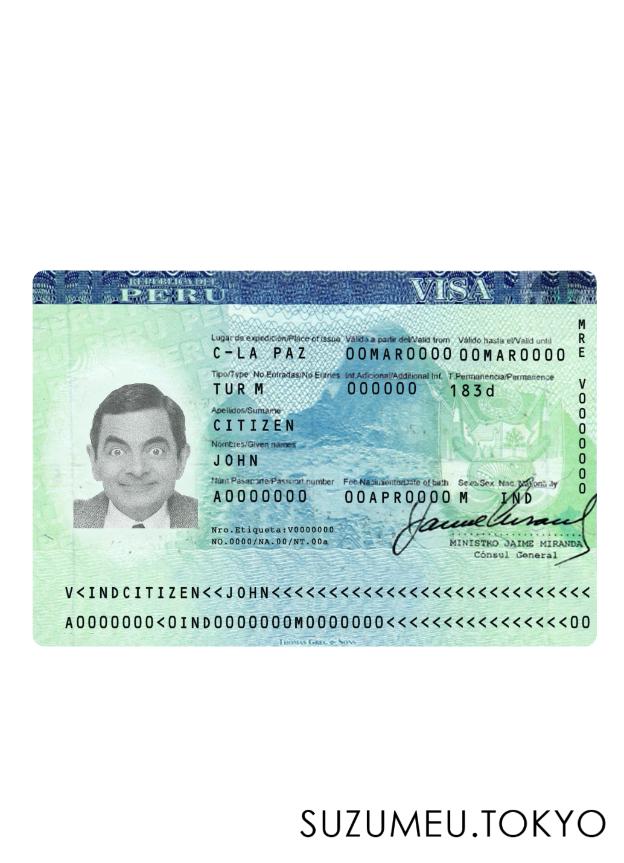 REPÚBLICA DEL
PERU VISA
Lugar de expedición/Place of issue Válido a partir del/Valid from Válido hasta el/Valid until
C-LA PAZ 00MAR0000 00MAR0000
Tipo/Type No.Entradas/No Entries Inf.Adicional/Additional Inf. T.Permanencia/Permanence
TUR M 000000 183d
Apellidos/Surname
CITIZEN
Nombres/Given names
JOHN
Núm Pasaporte/Passport number Fec Nacimiento/Date of birth Sexo/Sex Nac. Nationality
A0000000 00APR0000 M IND
Nro.Etiqueta:V0000000
NO.0000/NA.00/NT.00a
MINISTRO JAIME MIRANDA
Cónsul General
MRE V0000000
V<INDCITIZEN<<JOHN<<<<<<<<<<<<<<<<<<<<<<<<<<
A0000000<0IND0000000M0000000<<<<<<<<<<<<<<<<00
THOMAS GREG & SONS
SUZUMEU.TOKYO